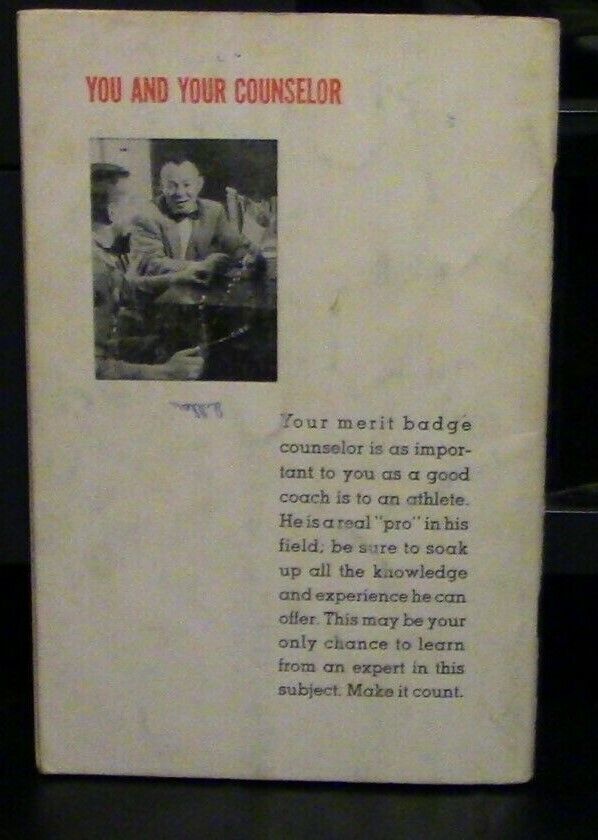 YOU AND YOUR COUNSELOR
Your merit badge
counselor is as impor-
tant to you as a good
coach is to an athlete.
He is a real "pro" in his
field; be sure to soak
up all the knowledge
and experience he can
offer. This may be your
only chance to learn
from an expert in this
subject. Make it count.